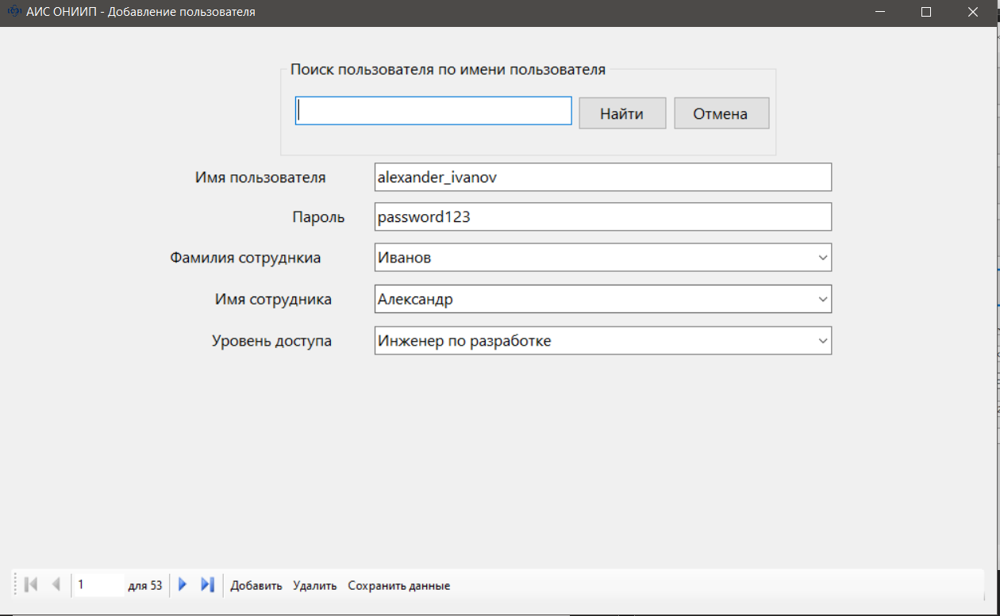 АИС ОНИИП - Добавление пользователя
Поиск пользователя по имени пользователя
Найти Отмена
Имя пользователя alexander_ivanov
Пароль password123
Фамилия сотруднкиа Иванов
Имя сотрудника Александр
Уровень доступа Инженер по разработке
1 для 53 Добавить Удалить Сохранить данные